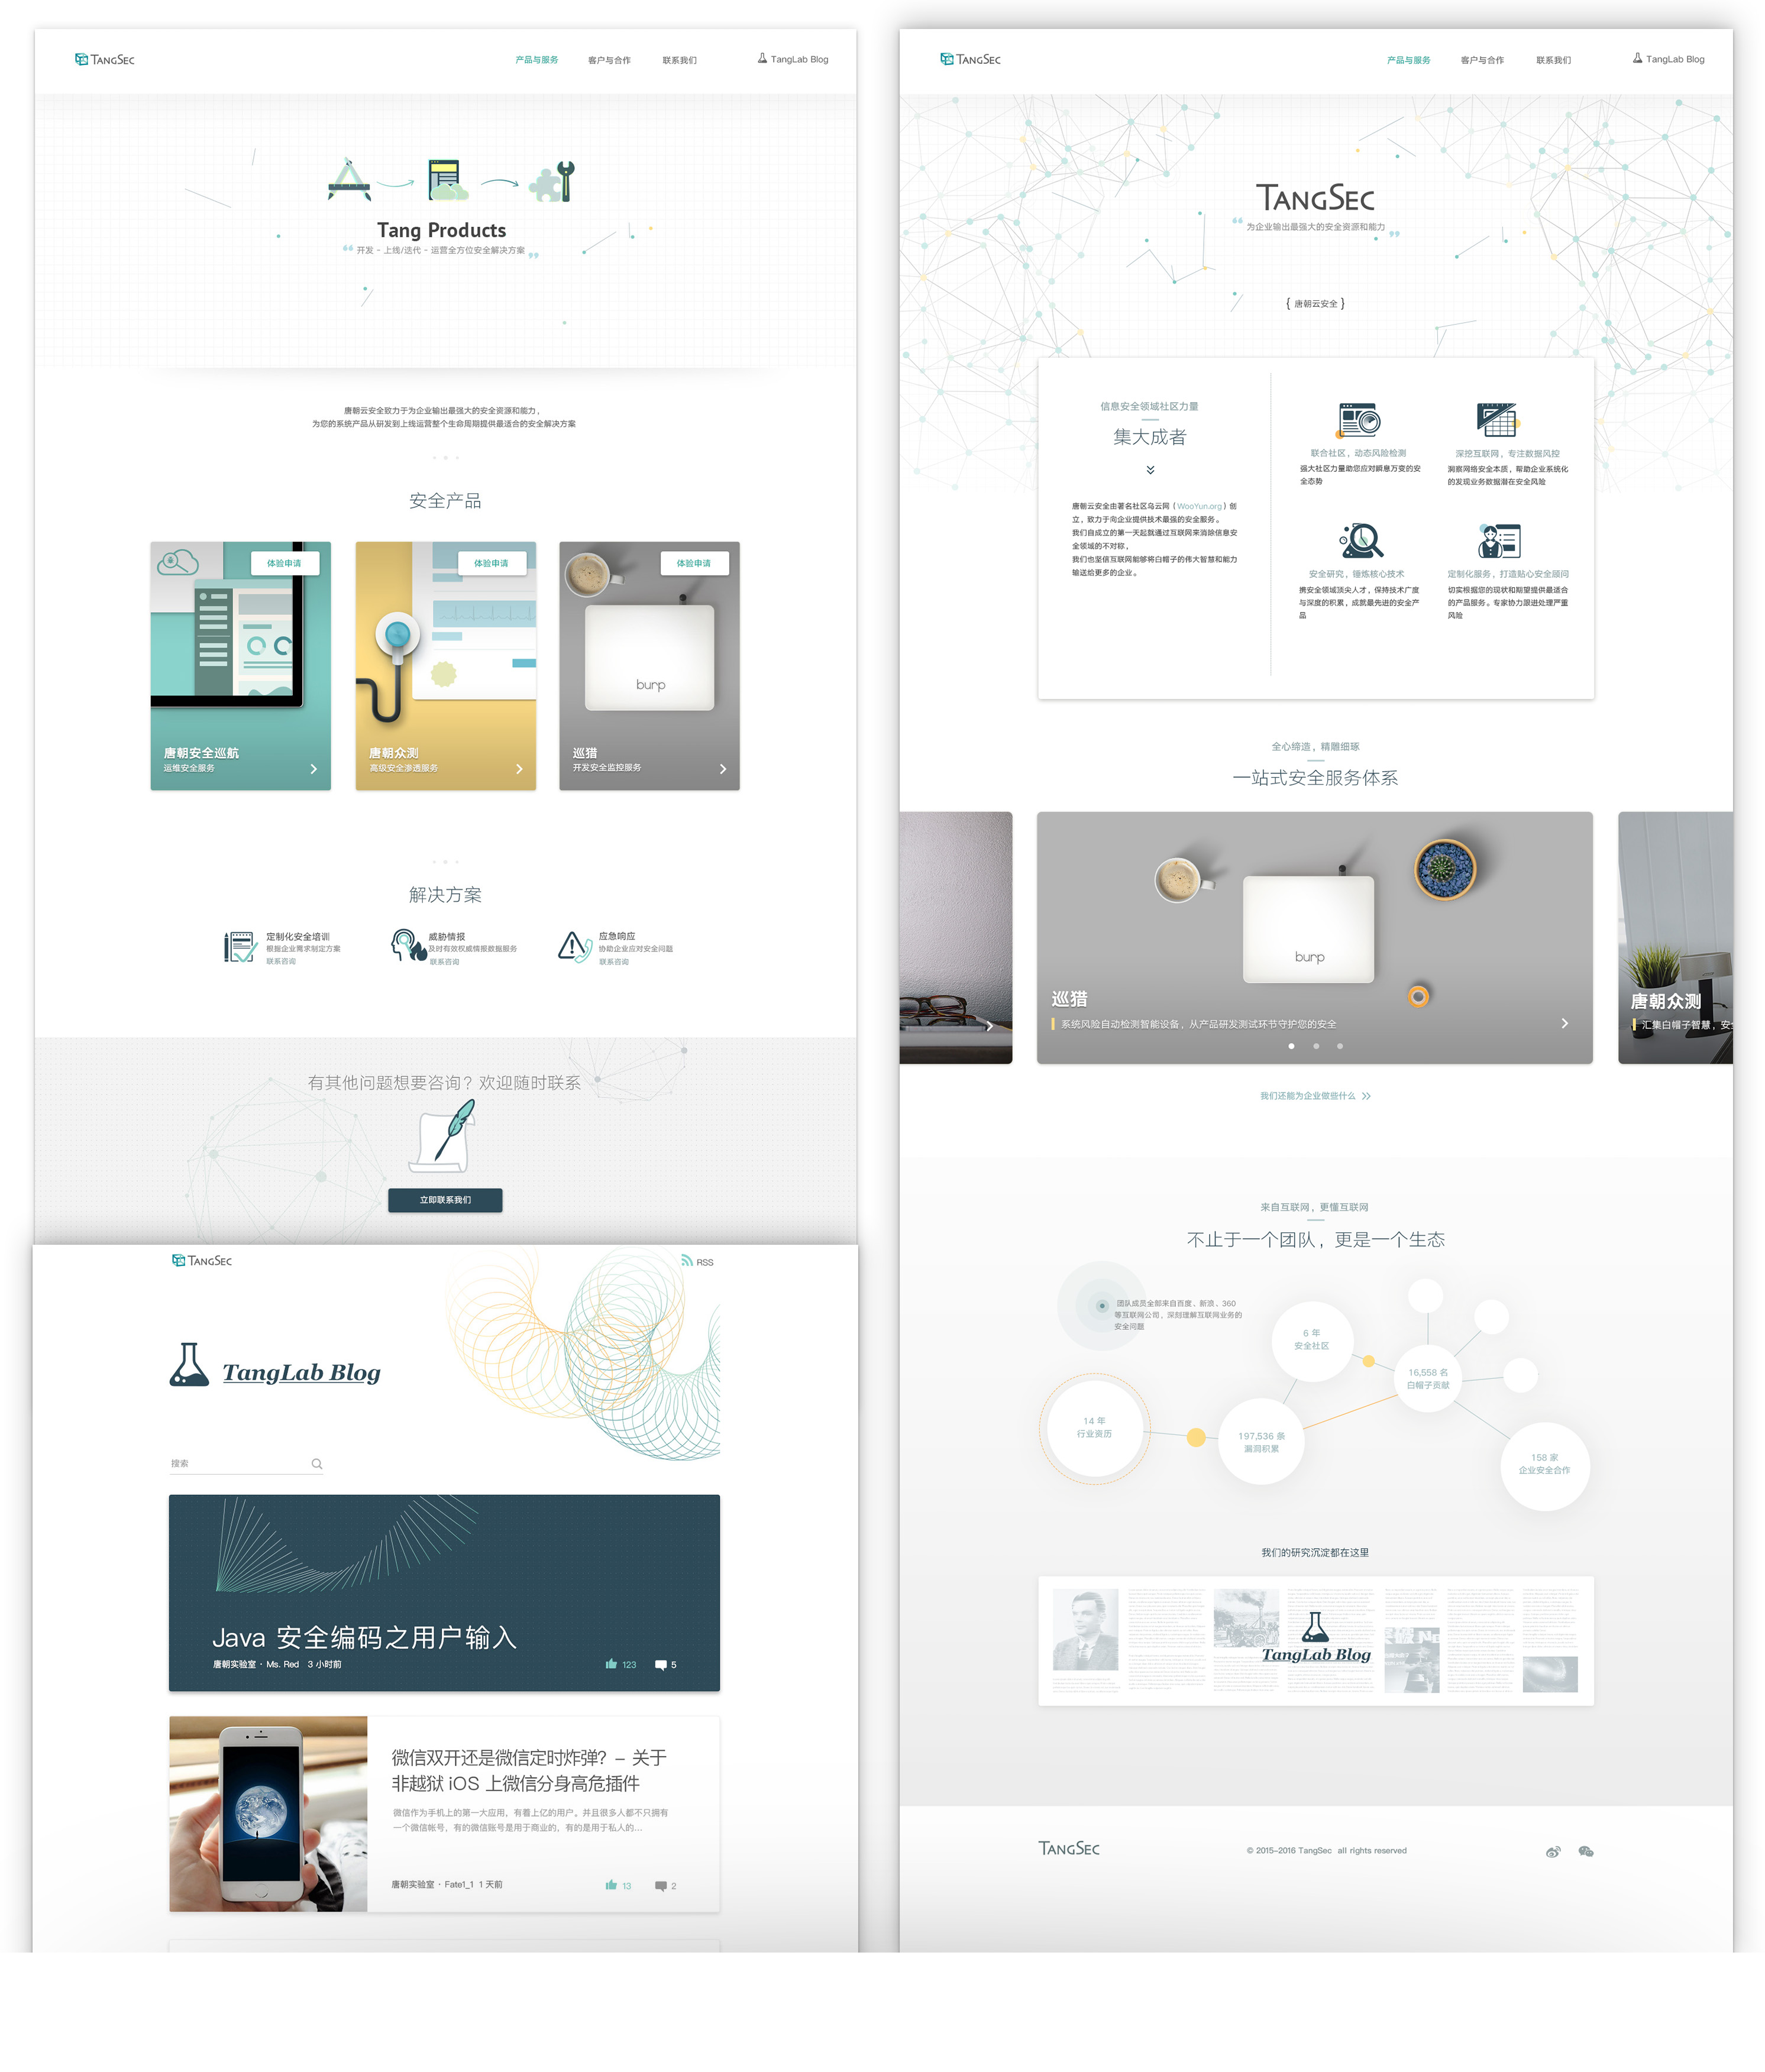 TANGSEC
产品与服务
客户与合作
联系我们
TangLab Blog
Tang Products
“ 开发 - 上线/迭代 - 运营全方位安全解决方案 ”
唐朝云安全致力于为企业输出最强大的安全资源和能力，
为您的系统产品从研发到上线运营整个生命周期提供最适合的安全解决方案
安全产品
体验申请
唐朝安全巡航
运维安全服务
体验申请
唐朝众测
高级安全渗透服务
体验申请
burp
巡猎
开发安全监控服务
解决方案
定制化安全培训
根据企业需求制定方案
联系咨询
威胁情报
及时有效权威情报数据服务
联系咨询
应急响应
协助企业应对安全问题
联系咨询
有其他问题想要咨询？欢迎随时联系
立即联系我们
TANGSEC
RSS
TangLab Blog
搜索
Java 安全编码之用户输入
唐朝实验室 · Ms. Red 3 小时前
123
5
微信双开还是微信定时炸弹？- 关于
非越狱 iOS 上微信分身高危插件
微信作为手机上的第一大应用，有着上亿的用户。并且很多人都不只拥有
一个微信帐号，有的微信账号是用于商业的，有的是用于私人的...
唐朝实验室 · Fate1_1 1 天前
13
2
TANGSEC
产品与服务
客户与合作
联系我们
TangLab Blog
TANGSEC
“ 为企业输出最强大的安全资源和能力 ”
{ 唐朝云安全 }
信息安全领域社区力量
集大成者
唐朝云安全由著名社区乌云网（WooYun.org）创
立，致力于向企业提供技术最强的安全服务。
我们自成立的第一天起就通过互联网来消除信息安
全领域的不对称，
我们也坚信互联网能够将白帽子的伟大智慧和能力
输送给更多的企业。
联合社区，动态风险检测
强大社区力量助您应对瞬息万变的安
全态势
深挖互联网，专注数据风控
洞察网络安全本质，帮助企业系统化
的发现业务数据潜在安全风险
安全研究，锤炼核心技术
携安全领域顶尖人才，保持技术广度
与深度的积累，成就最先进的安全产
品
定制化服务，打造贴心安全顾问
切实根据您的现状和期望提供最适合
的产品服务。专家协力跟进处理严重
风险
全心缔造，精雕细琢
一站式安全服务体系
burp
巡猎
系统风险自动检测智能设备，从产品研发测试环节守护您的安全
唐朝众测
汇集白帽子智慧，安
我们还能为企业做些什么
来自互联网，更懂互联网
不止于一个团队，更是一个生态
团队成员全部来自百度、新浪、360
等互联网公司，深刻理解互联网业务的
安全问题
6 年
安全社区
16,558 名
白帽子贡献
14 年
行业资历
197,536 条
漏洞积累
158 家
企业安全合作
我们的研究沉淀都在这里
TangLab Blog
TANGSEC
© 2015-2016 TangSec all rights reserved